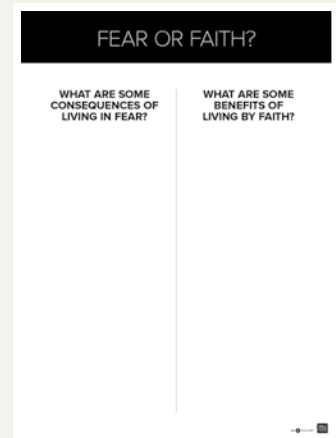 FEAR OR FAITH?
WHAT ARE SOME
CONSEQUENCES OF
LIVING IN FEAR?
WHAT ARE SOME
BENEFITS OF
LIVING BY FAITH?